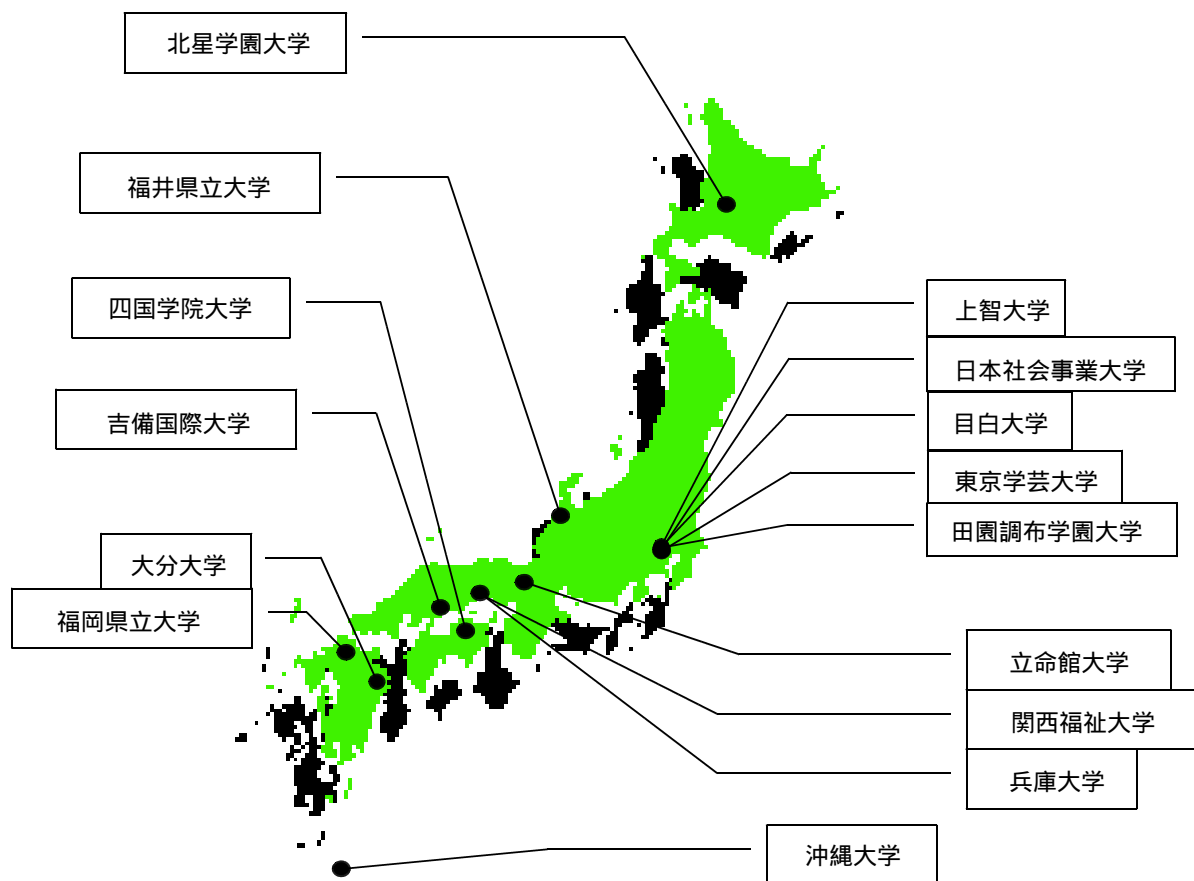 北星学園大学
福井県立大学
四国学院大学
吉備国際大学
大分大学
福岡県立大学
上智大学
日本社会事業大学
目白大学
東京学芸大学
田園調布学園大学
立命館大学
関西福祉大学
兵庫大学
沖縄大学